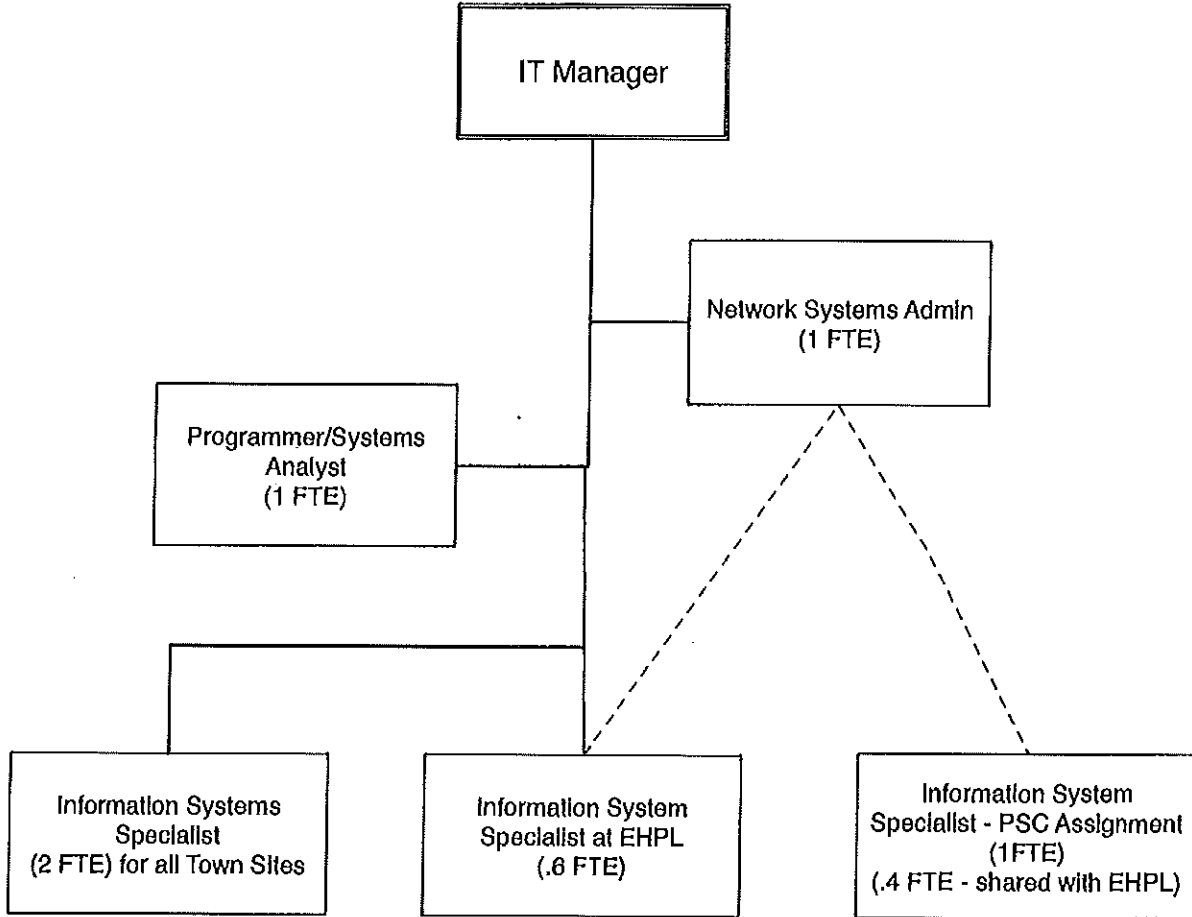 IT Manager
Network Systems Admin
(1 FTE)
Programmer/Systems
Analyst
(1 FTE)
Information Systems
Specialist
(2 FTE) for all Town Sites
Information System
Specialist at EHPL
(.6 FTE)
Information System
Specialist - PSC Assignment
(1FTE)
(.4 FTE - shared with EHPL)